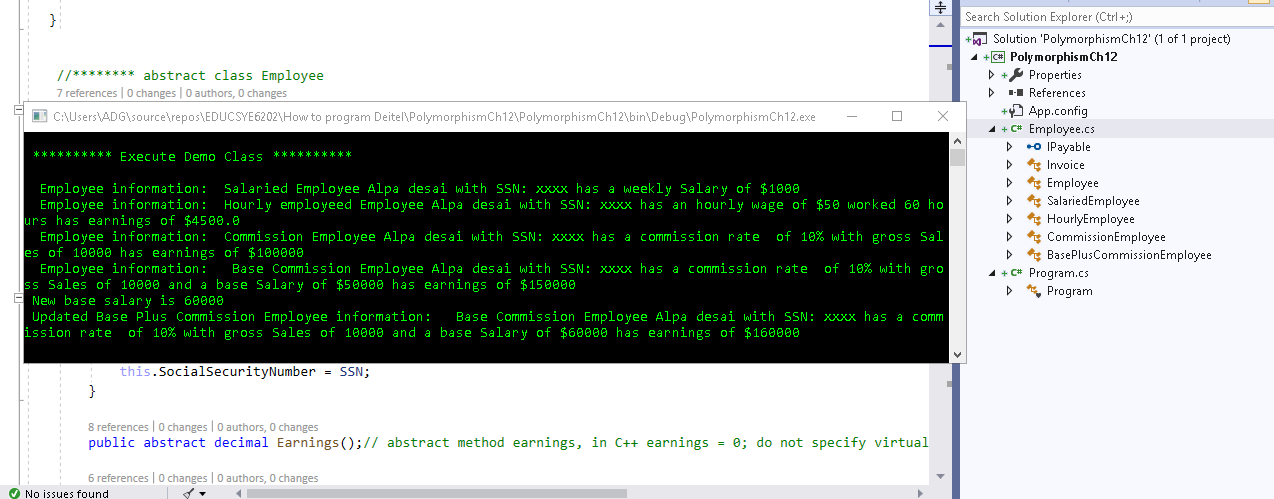 }
//******** abstract class Employee
7 references | 0 changes | 0 authors, 0 changes
C:\Users\ADG\source\repos\EDUCSYE6202\How to program Deitel\PolymorphismCh12\PolymorphismCh12\bin\Debug\PolymorphismCh12.exe
********** Execute Demo Class **********
Employee information:  Salaried Employee Alpa desai with SSN: xxxx has a weekly Salary of $1000
Employee information:  Hourly employeed Employee Alpa desai with SSN: xxxx has an hourly wage of $50 worked 60 ho
urs has earnings of $4500.0
Employee information:  Commission Employee Alpa desai with SSN: xxxx has a commission rate  of 10% with gross Sal
es of 10000 has earnings of $100000
Employee information:   Base Commission Employee Alpa desai with SSN: xxxx has a commission rate  of 10% with gro
ss Sales of 10000 and a base Salary of $50000 has earnings of $150000
New base salary is 60000
Updated Base Plus Commission Employee information:   Base Commission Employee Alpa desai with SSN: xxxx has a comm
ission rate  of 10% with gross Sales of 10000 and a base Salary of $60000 has earnings of $160000
this.SocialSecurityNumber = SSN;
}
8 references | 0 changes | 0 authors, 0 changes
public abstract decimal Earnings();// abstract method earnings, in C++ earnings = 0; do not specify virtual
6 references | 0 changes | 0 authors, 0 changes
No issues found
Search Solution Explorer (Ctrl+;)
Solution 'PolymorphismCh12' (1 of 1 project)
C# PolymorphismCh12
Properties
References
App.config
C# Employee.cs
IPayable
Invoice
Employee
SalariedEmployee
HourlyEmployee
CommissionEmployee
BasePlusCommissionEmployee
C# Program.cs
Program